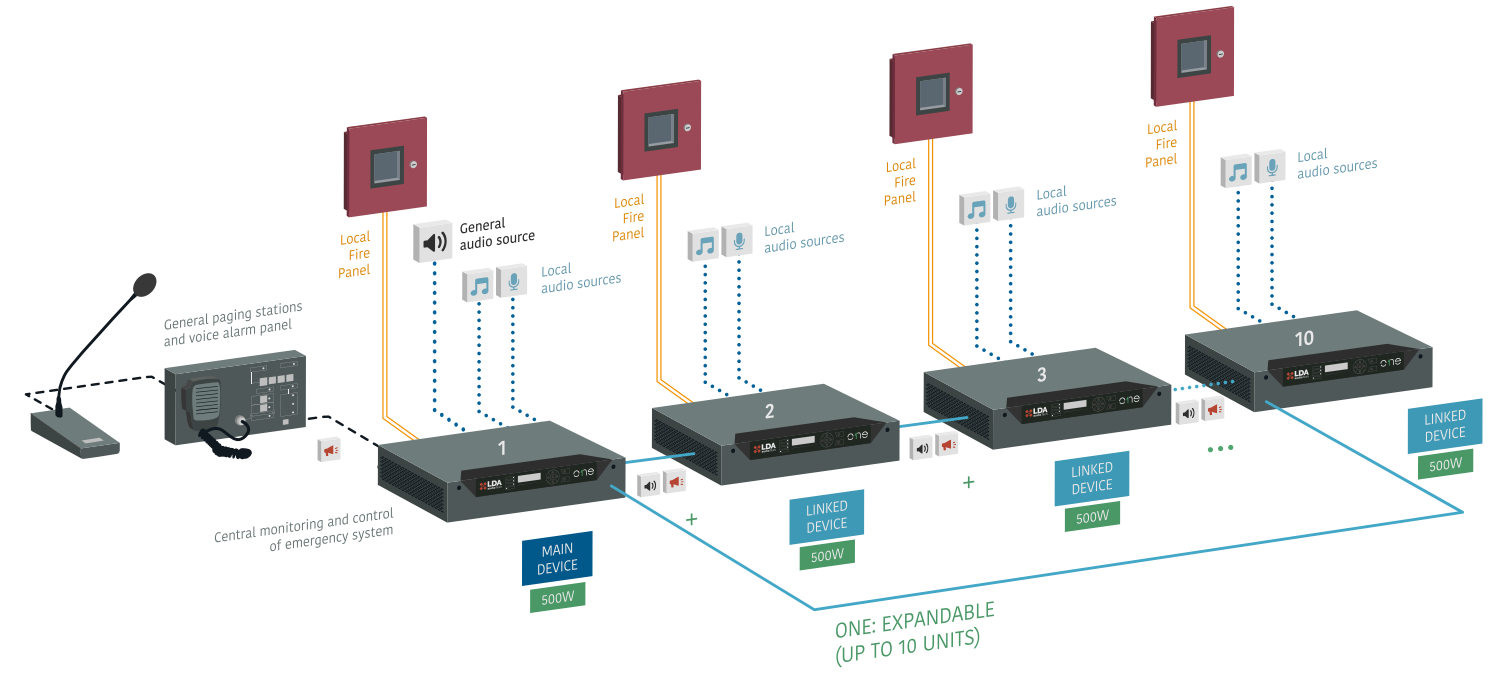 Local
Fire
Panel
Local
audio sources
Local
Fire
Panel
Local
audio sources
Local
Fire
Panel
Local
audio sources
Local
Fire
Panel
General
audio source
Local
audio sources
General paging stations
and voice alarm panel
10
LDA
one
3
LDA
one
2
LDA
one
1
LDA
one
Central monitoring and control
of emergency system
MAIN
DEVICE
500W
+
LINKED
DEVICE
500W
+
LINKED
DEVICE
500W
LINKED
DEVICE
500W
ONE: EXPANDABLE
(UP TO 10 UNITS)